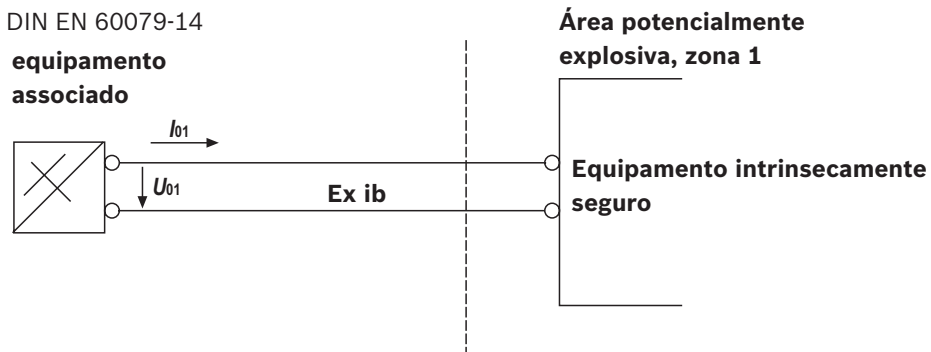 DIN EN 60079-14
equipamento
associado
Área potencialmente
explosiva, zona 1
I01
U01
Ex ib
Equipamento intrinsecamente
seguro